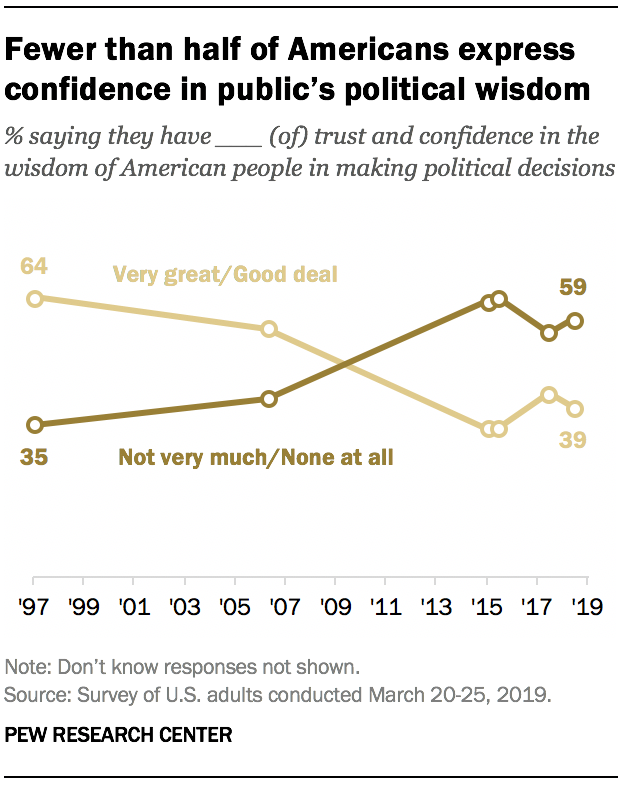 Fewer than half of Americans express
confidence in public’s political wisdom
% saying they have ____ (of) trust and confidence in the
wisdom of American people in making political decisions
64
Very great/Good deal
59
39
35
Not very much/None at all
'97 '99 '01 '03 '05 '07 '09 '11 '13 '15 '17 '19
Note: Don’t know responses not shown.
Source: Survey of U.S. adults conducted March 20-25, 2019.
PEW RESEARCH CENTER